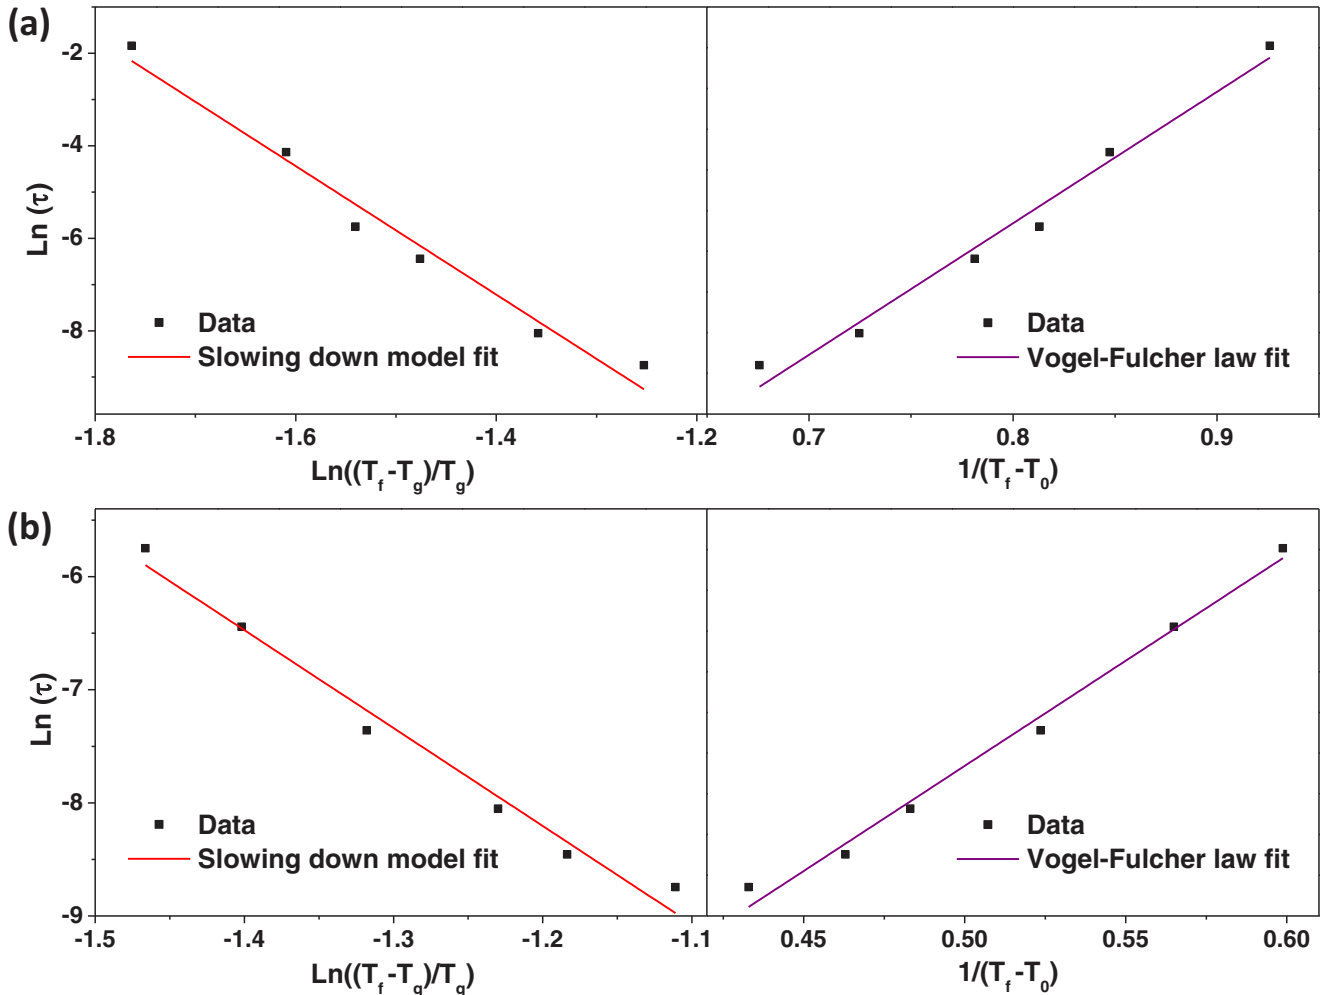 (a)
-2
-4
-6
-8
Ln (τ)
Data
Slowing down model fit
-1.8
-1.6
-1.4
-1.2
Ln((Tf-Tg)/Tg)
Data
Vogel-Fulcher law fit
0.7
0.8
0.9
1/(Tf-T0)
(b)
-6
-7
-8
-9
Ln (τ)
Data
Slowing down model fit
-1.5
-1.4
-1.3
-1.2
-1.1
Ln((Tf-Tg)/Tg)
Data
Vogel-Fulcher law fit
0.45
0.50
0.55
0.60
1/(Tf-T0)